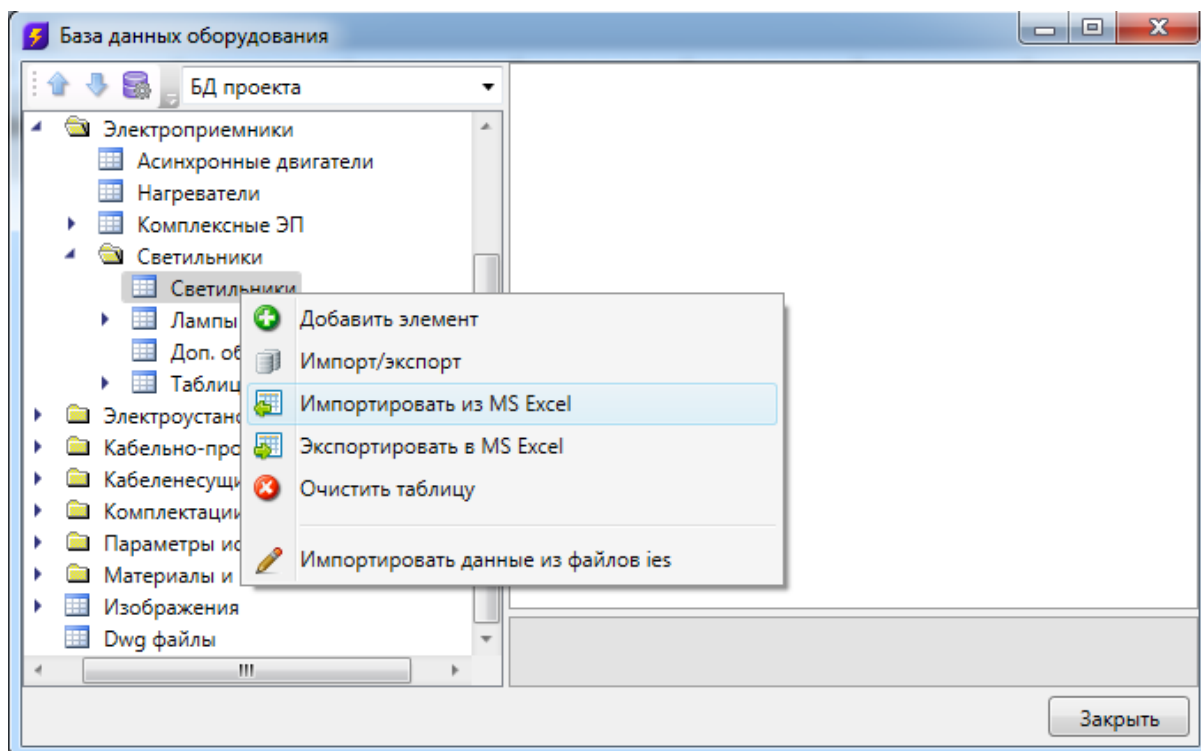 База данных оборудования
БД проекта
Электроприемники
Асинхронные двигатели
Нагреватели
Комплексные ЭП
Светильники
Светильники
Лампы
Доп. об
Таблиц
Электроустан
Кабельно-про
Кабеленесущи
Комплектации
Параметры ис
Материалы и
Изображения
Dwg файлы
Добавить элемент
Импорт/экспорт
Импортировать из MS Excel
Экспортировать в MS Excel
Очистить таблицу
Импортировать данные из файлов ies
Закрыть